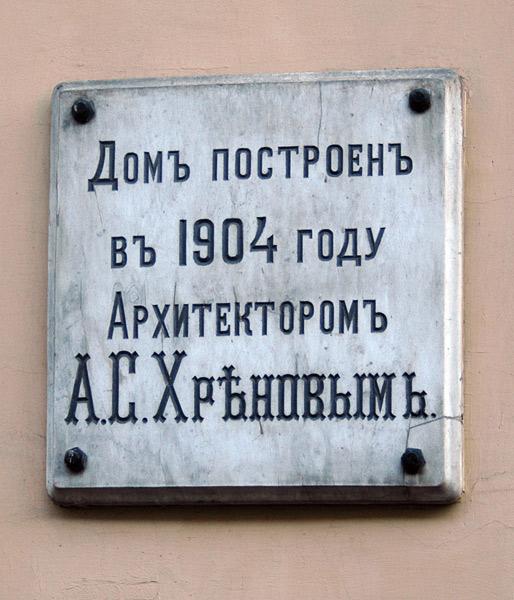 Домъ построенъ
въ 1904 году
Архитекторомъ
А.С.Хрѣновымъ.